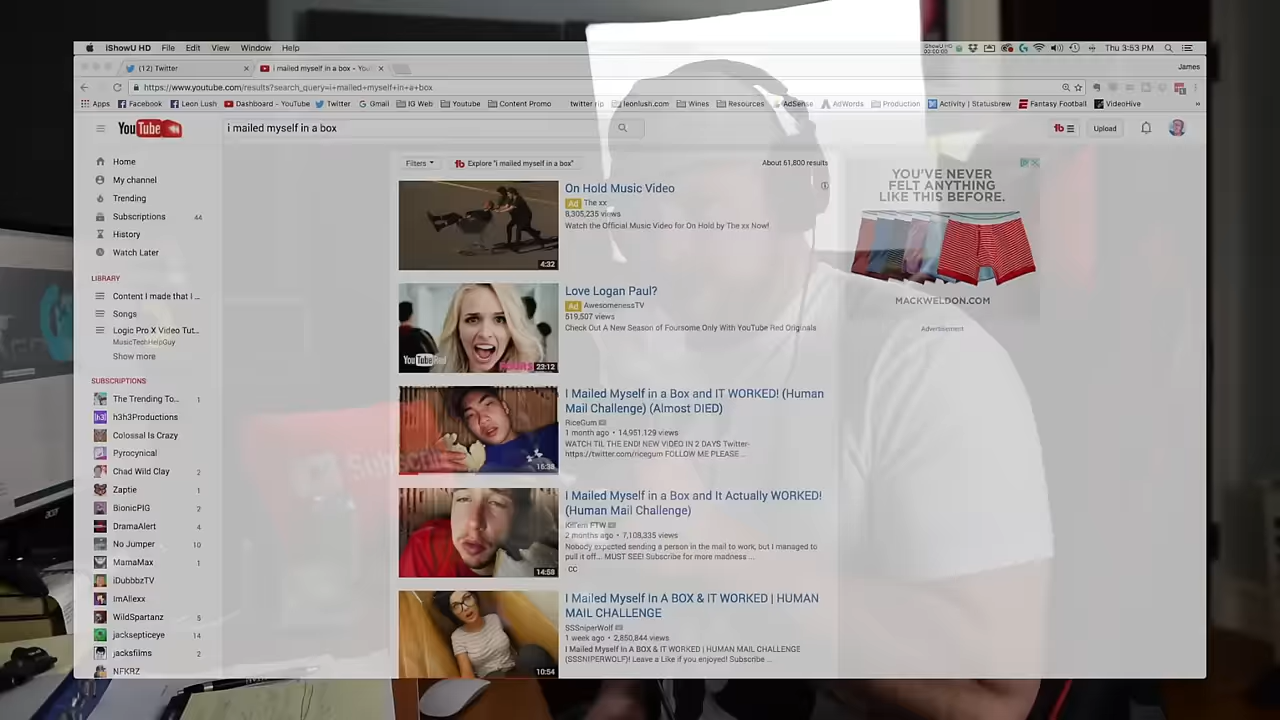 iShowU HD File Edit View Window Help
Thu 3:53 PM
(12) Twitter
i mailed myself in a box - You
James
https://www.youtube.com/results?search_query=i+mailed+myself+in+a+box
Apps Facebook Leon Lush Dashboard - YouTube Twitter Gmail IG Web Youtube Content Promo twitter rip leonlush.com Wines Resources AdSense AdWords Production Activity | Statusbrew Fantasy Football VideoHive
YouTube
i mailed myself in a box
Upload
Home
My channel
Trending
Subscriptions 44
History
Watch Later
LIBRARY
Content I made that I ...
Songs
Logic Pro X Video Tut...
MusicTechHelpGuy
Show more
SUBSCRIPTIONS
The Trending To... 1
h3h3Productions
Colossal Is Crazy
Pyrocynical
Chad Wild Clay 2
Zaptie 1
BionicPIG 2
DramaAlert 4
No Jumper 10
MamaMax 1
iDubbbzTV
ImAllexx
WildSpartanz 5
jacksepticeye 14
jacksfilms 2
NFKRZ
Filters
Explore "i mailed myself in a box"
About 61,800 results
On Hold Music Video
Ad The xx
8,305,235 views
Watch the Official Music Video for On Hold by The xx Now!
4:32
Love Logan Paul?
Ad AwesomenessTV
519,507 views
Check Out A New Season of Foursome Only With YouTube Red Originals
YouTube Red
23:12
I Mailed Myself in a Box and IT WORKED! (Human
Mail Challenge) (Almost DIED)
RiceGum
1 month ago • 14,951,129 views
WATCH TIL THE END! NEW VIDEO IN 2 DAYS Twitter-
https://twitter.com/ricegum FOLLOW ME PLEASE ...
16:38
I Mailed Myself in a Box and It Actually WORKED!
(Human Mail Challenge)
Kill'em FTW
2 months ago • 7,108,335 views
Nobody expected sending a person in the mail to work, but I managed to
pull it off... MUST SEE! Subscribe for more madness ...
CC
14:58
I Mailed Myself In A BOX & IT WORKED | HUMAN
MAIL CHALLENGE
SSSniperWolf
1 week ago • 2,850,844 views
I Mailed Myself In A BOX & IT WORKED | HUMAN MAIL CHALLENGE
(SSSNIPERWOLF)! Leave a Like if you enjoyed! Subscribe ...
10:54
YOU'VE NEVER
FELT ANYTHING
LIKE THIS BEFORE.
MACKWELDON.COM
Advertisement
Subscribe
acer